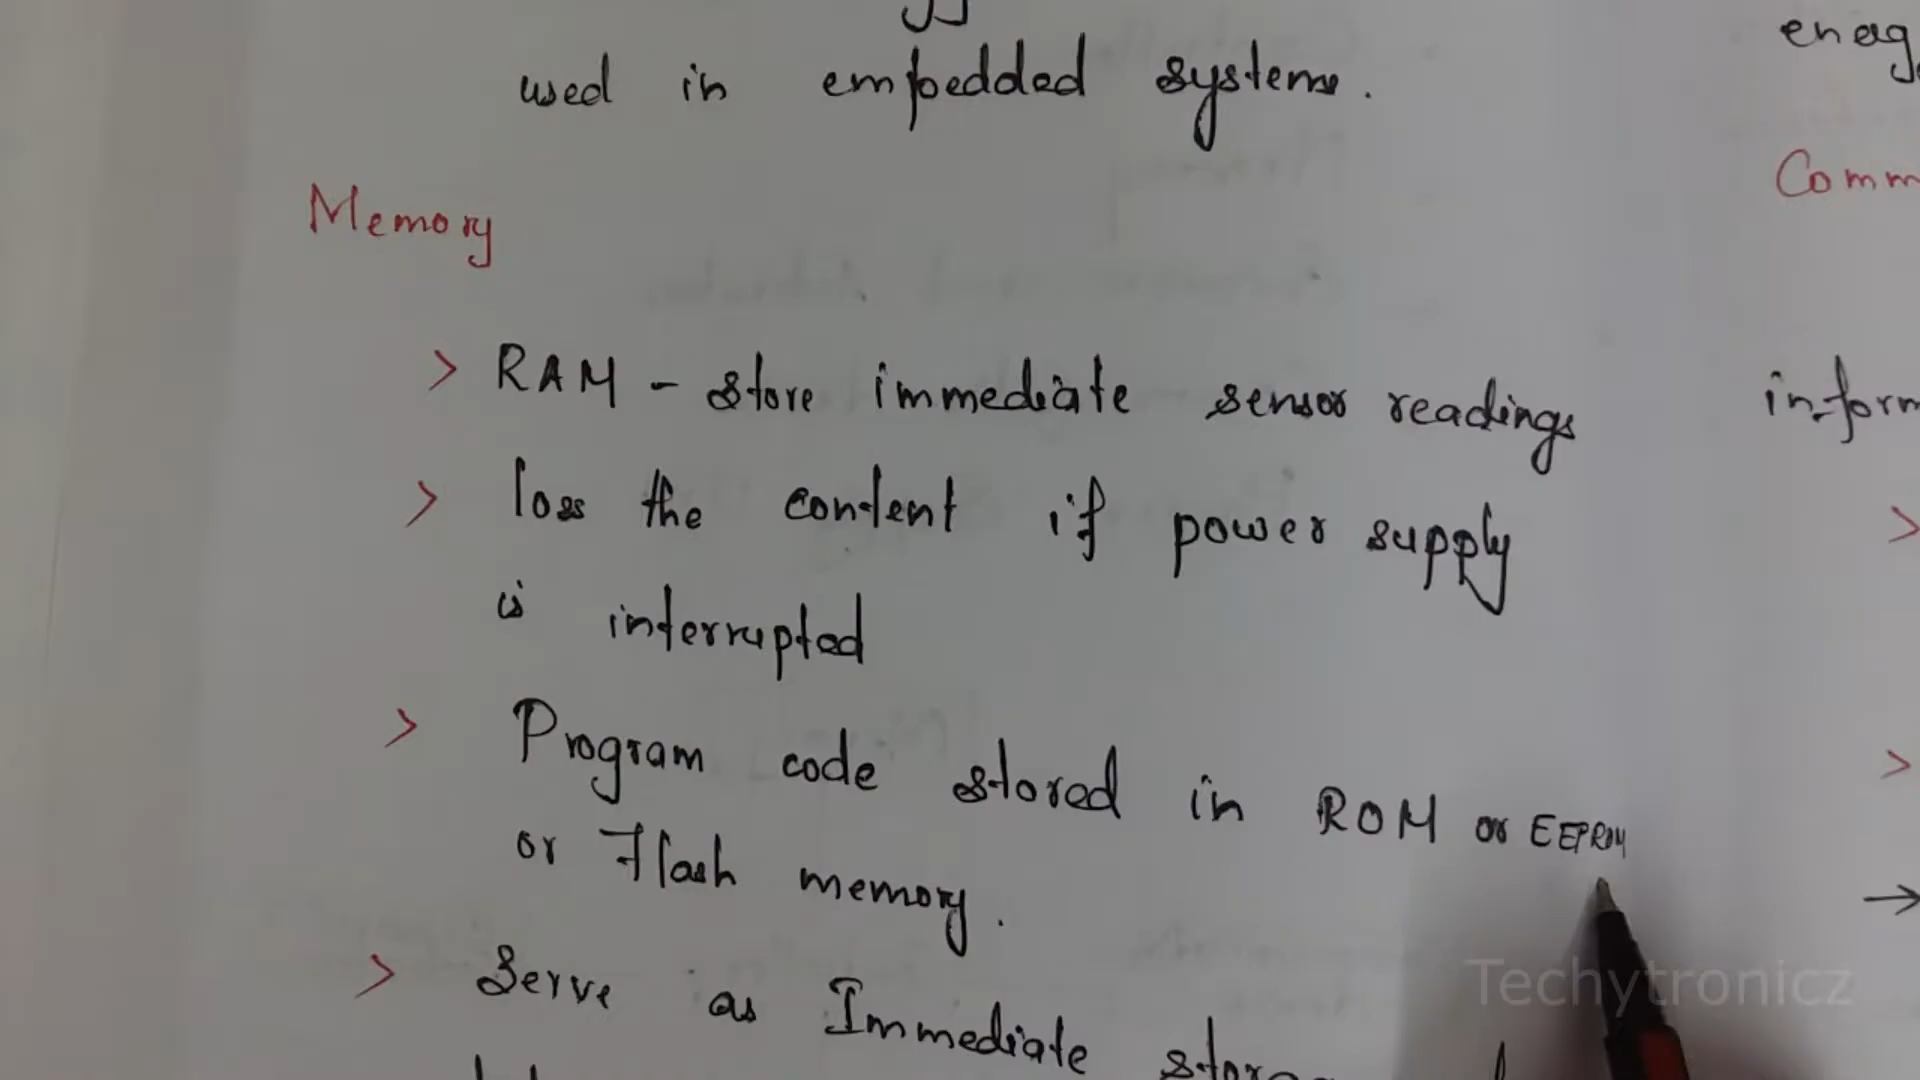 used in embedded systems.
Memory
> RAM - store immediate sensor readings
> loss the content if power supply
is interrupted
> Program code stored in ROM or EEPROM
or Flash memory.
> Serve as Immediate
enag
Comm
inform
>
>
→
Techytronicz